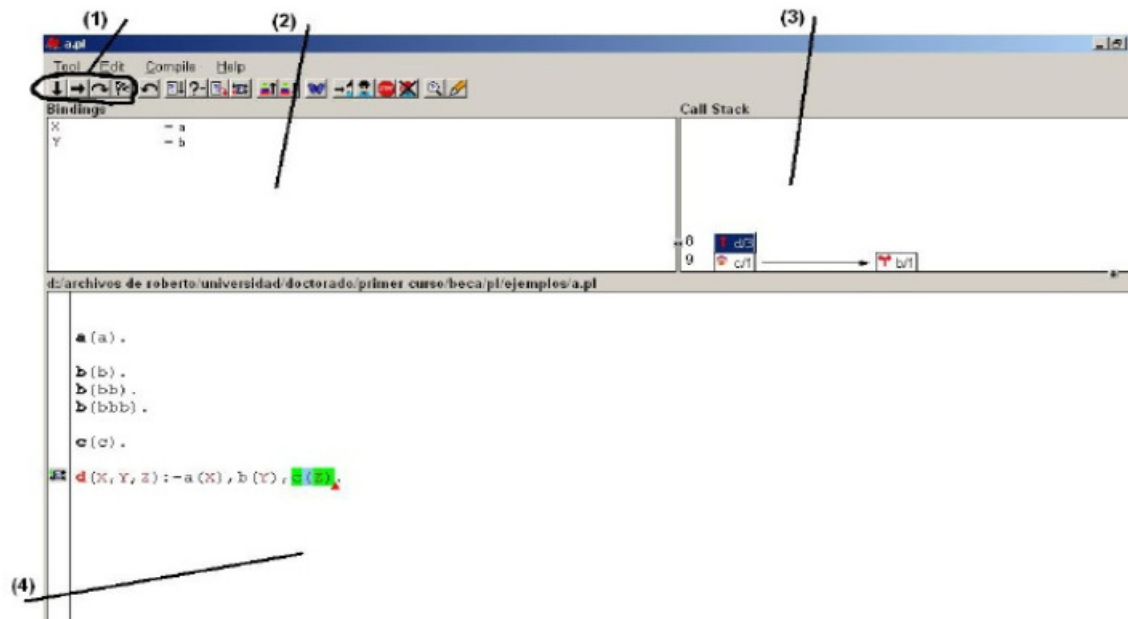 (1)
(2)
(3)
a.pl
Tool Edit Compile Help
Bindings
Call Stack
X = a
Y = b
8 d/3
9 c/1 b/1
d:/archivos de roberto/universidad/doctorado/primer curso/beca/pl/ejemplos/a.pl
a(a).
b(b).
b(bb).
b(bbb).
c(c).
d(X,Y,Z):-a(X),b(Y),c(Z).
(4)